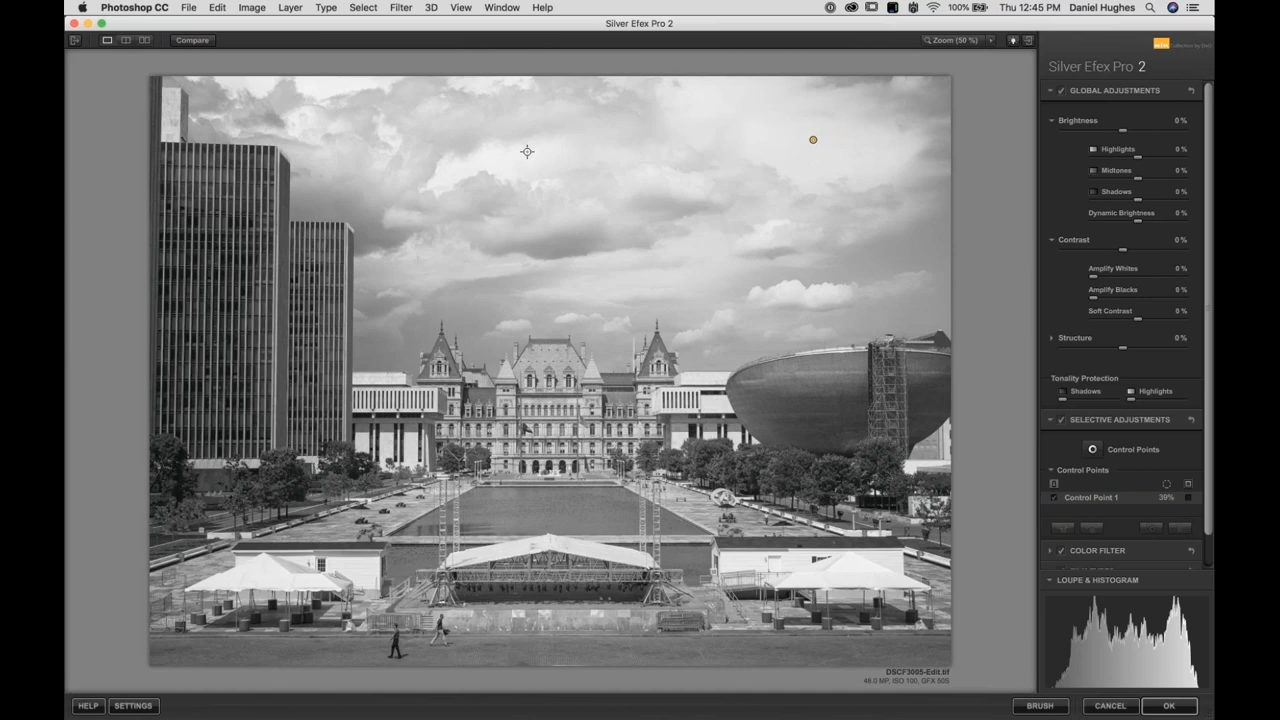 Photoshop CC File Edit Image Layer Type Select Filter 3D View Window Help 100% Thu 12:45 PM Daniel Hughes
Silver Efex Pro 2
Compare Zoom (50 %)
Silver Efex Pro 2
GLOBAL ADJUSTMENTS
Brightness 0 %
Highlights 0 %
Midtones 0 %
Shadows 0 %
Dynamic Brightness 0 %
Contrast 0 %
Amplify Whites 0 %
Amplify Blacks 0 %
Soft Contrast 0 %
Structure 0 %
Tonality Protection
Shadows Highlights
SELECTIVE ADJUSTMENTS
Control Points
Control Points
Control Point 1 39%
COLOR FILTER
LOUPE & HISTOGRAM
DSCF3005-Edit.tif
48.0 MP, ISO 100, GFX 50S
HELP SETTINGS BRUSH CANCEL OK